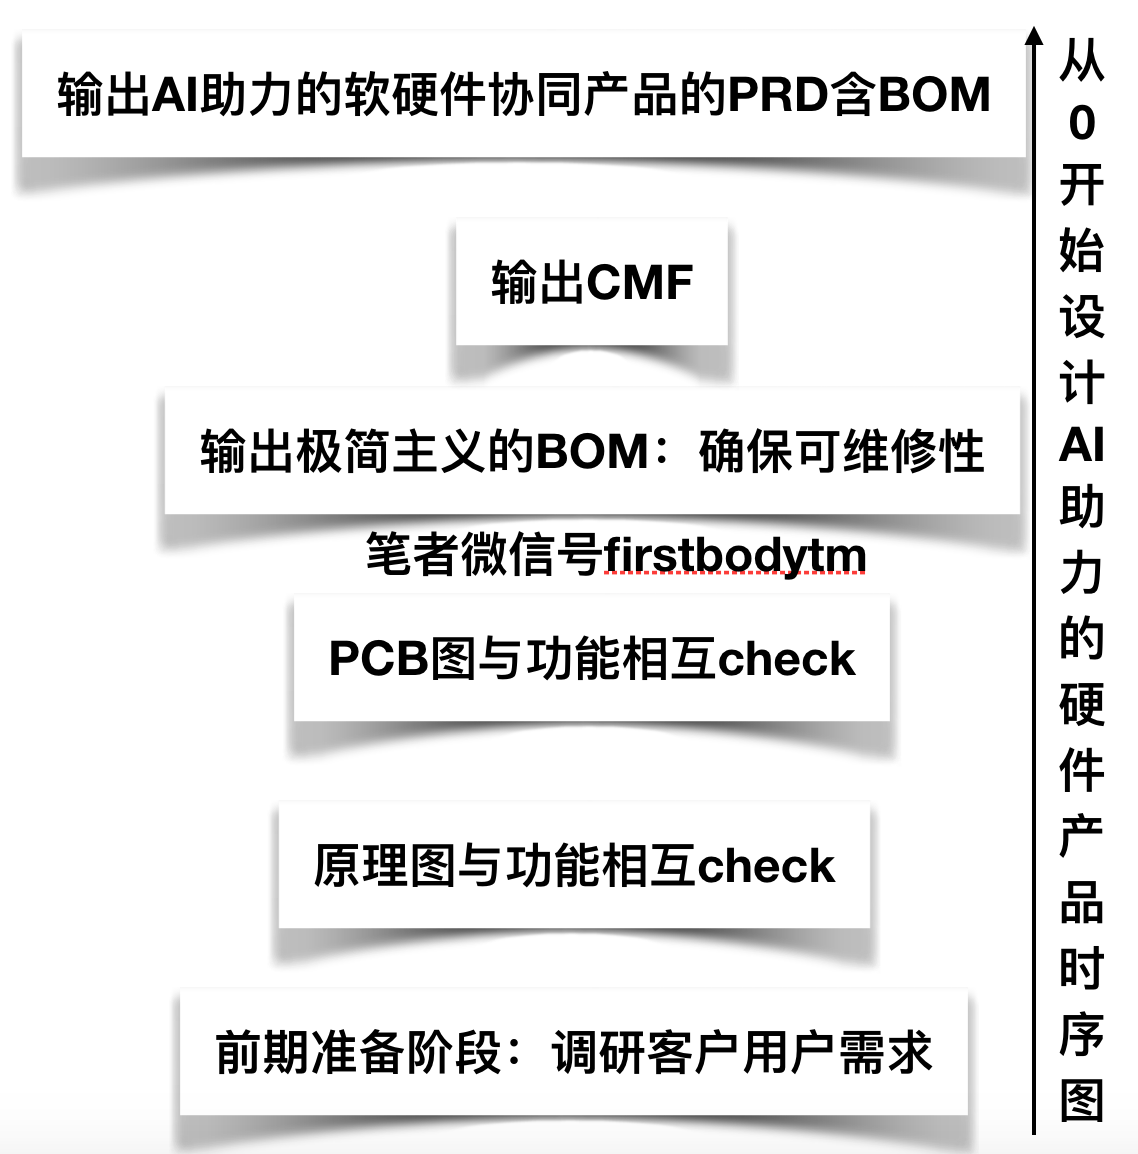 输出AI助力的软硬件协同产品的PRD含BOM
输出CMF
输出极简主义的BOM：确保可维修性
笔者微信号firstbodytm
PCB图与功能相互check
原理图与功能相互check
前期准备阶段：调研客户用户需求
从0开始设计AI助力的硬件产品时序图